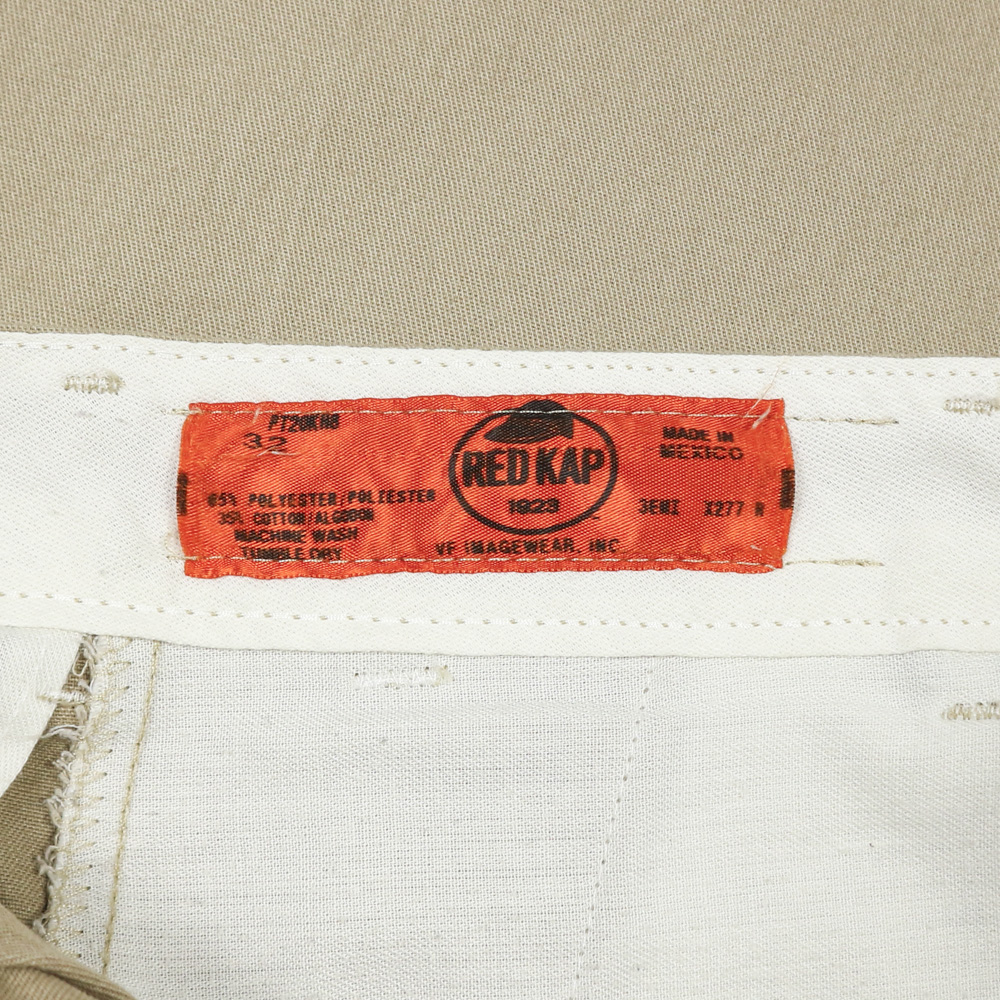 PT20KH8
32
65% POLYESTER/POLIESTER
35% COTTON/ALGODON
MACHINE WASH
TUMBLE DRY
RED KAP
1923
VF IMAGEWEAR, INC
MADE IN
MEXICO
X277 R